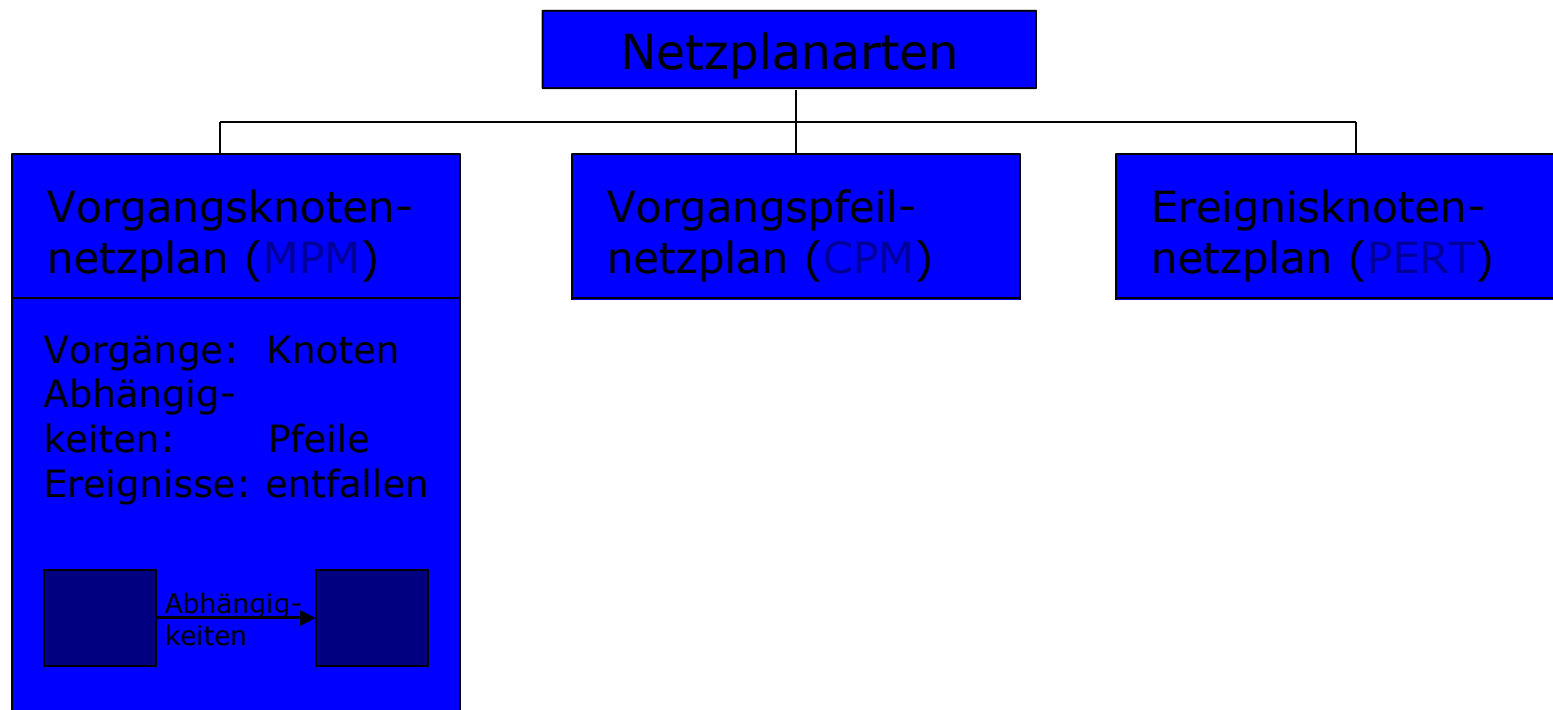 Netzplanarten
Vorgangsknoten-
netzplan (MPM)
Vorgangspfeil-
netzplan (CPM)
Ereignisknoten-
netzplan (PERT)
Vorgänge: Knoten
Abhängig-
keiten: Pfeile
Ereignisse: entfallen
Abhängig-
keiten